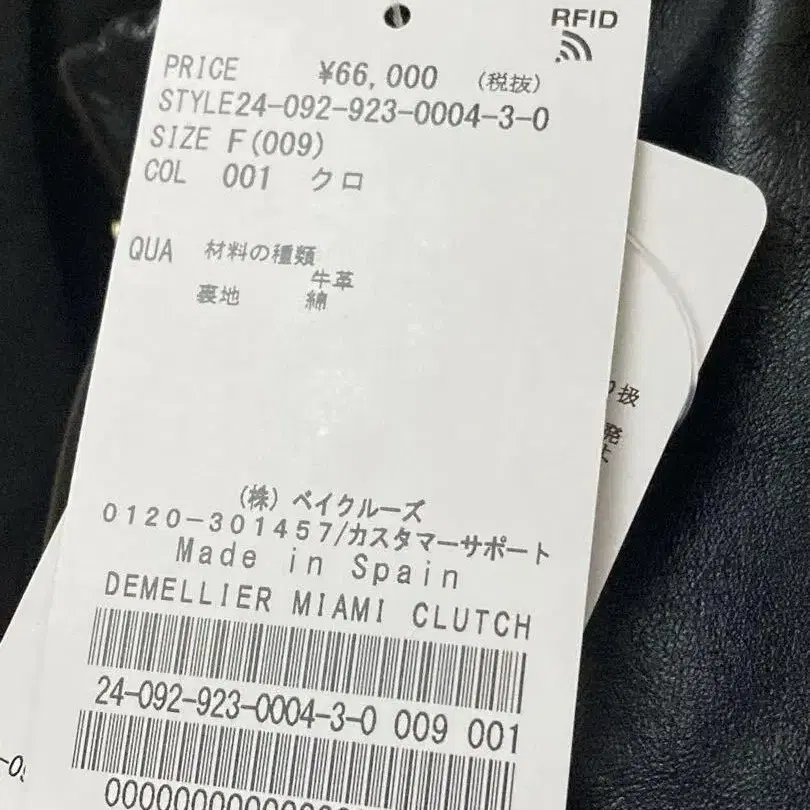 RFID
PRICE ¥66,000 (税抜)
STYLE24-092-923-0004-3-0
SIZE F(009)
COL 001 クロ
QUA 材料の種類
牛革
裏地 綿
(株) ベイクルーズ
0120-301457/カスタマーサポート
Made in Spain
DEMELLIER MIAMI CLUTCH
24-092-923-0004-3-0 009 001
り扱
発